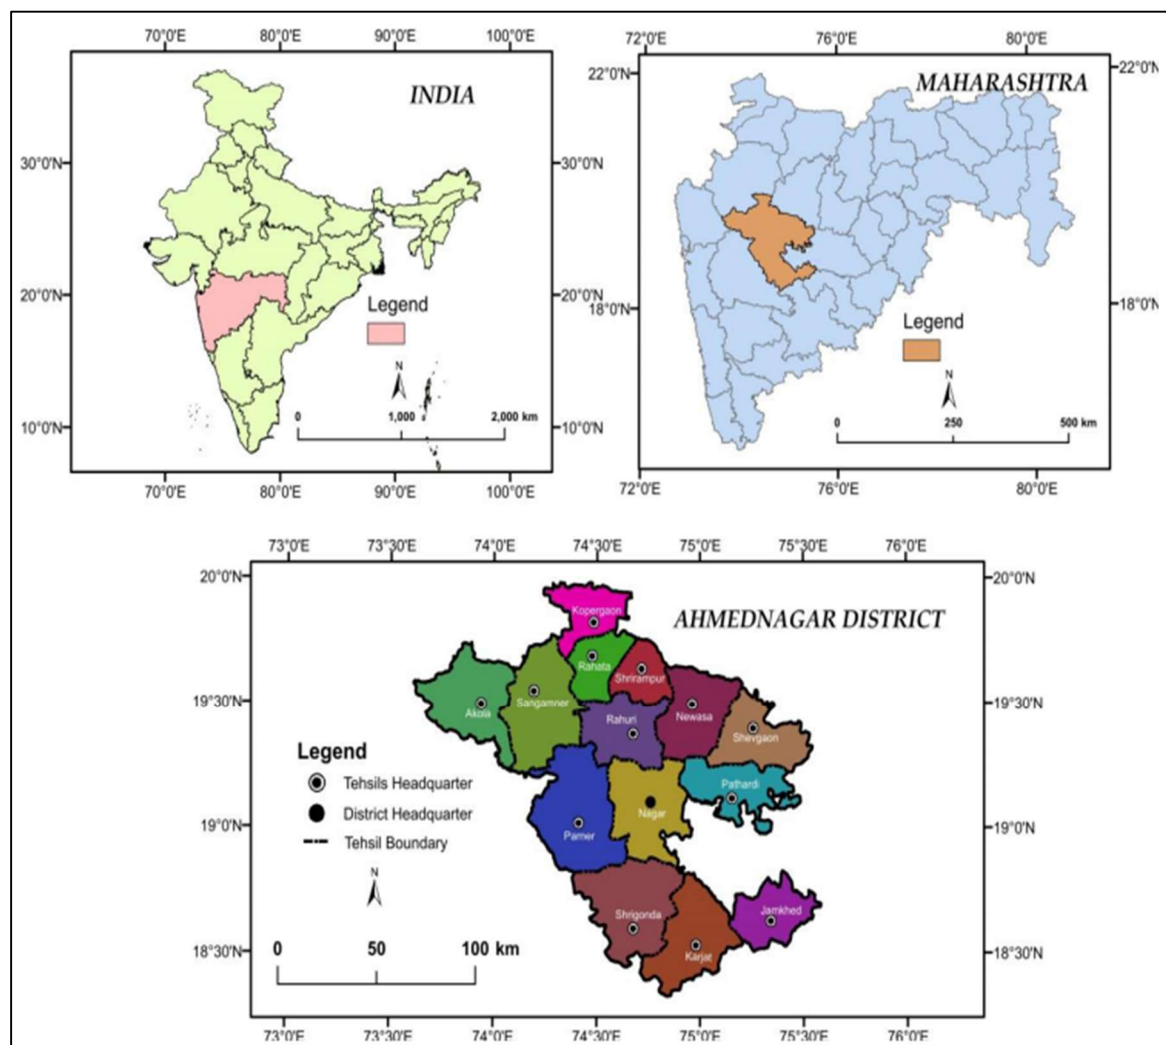 70°0'E 80°0'E 90°0'E 100°0'E
INDIA
30°0'N 30°0'N
20°0'N 20°0'N
10°0'N 10°0'N
Legend
N
0 1,000 2,000 km
70°0'E 80°0'E 90°0'E 100°0'E
72°0'E 76°0'E 80°0'E
22°0'N 22°0'N
MAHARASHTRA
18°0'N 18°0'N
Legend
N
0 250 500 km
72°0'E 76°0'E 80°0'E
73°0'E 73°30'E 74°0'E 74°30'E 75°0'E 75°30'E 76°0'E
20°0'N 20°0'N
AHMEDNAGAR DISTRICT
Kopergaon
Rahata
Shrirampur
Sangamner
Akola
19°30'N 19°30'N
Newasa
Rahuri
Shevgaon
Legend
Tehsils Headquarter
District Headquarter
Tehsil Boundary
Pathardi
Nagar
Parner
19°0'N 19°0'N
N
Shrigonda
Jamkhed
Karjat
0 50 100 km
18°30'N 18°30'N
73°0'E 73°30'E 74°0'E 74°30'E 75°0'E 75°30'E 76°0'E